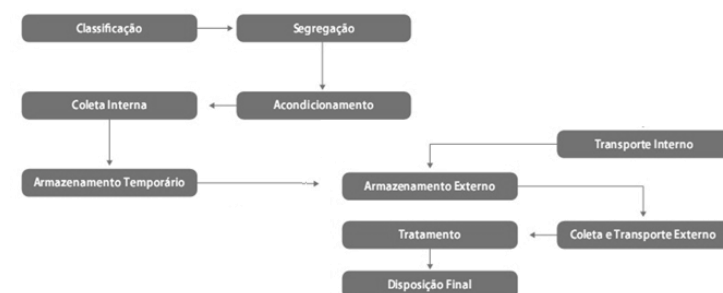 Classificação
Segregação
Coleta Interna
Acondicionamento
Transporte Interno
Armazenamento Temporário
Armazenamento Externo
Tratamento
Coleta e Transporte Externo
Disposição Final